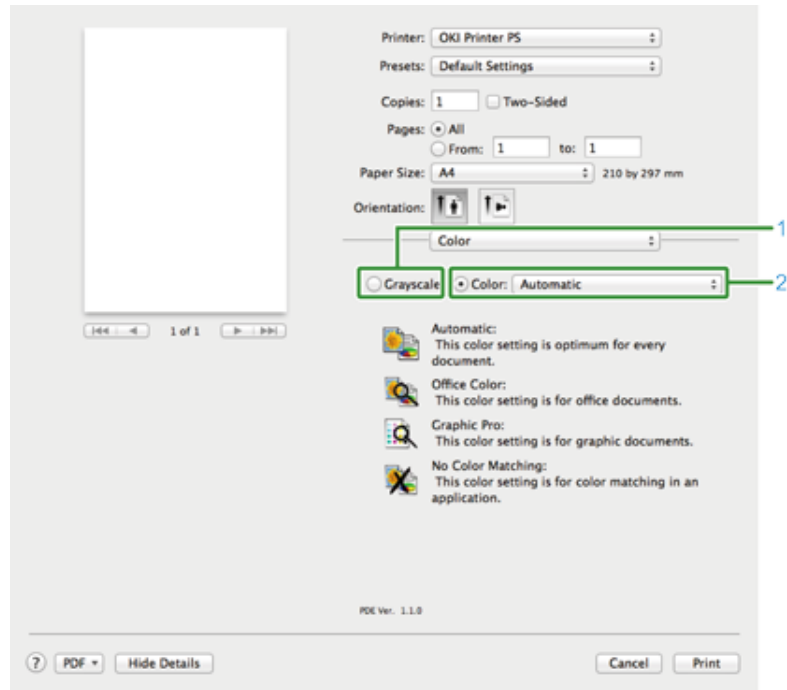 Printer: OKI Printer PS
Presets: Default Settings
Copies: 1 Two-Sided
Pages: All
From: 1 to: 1
Paper Size: A4 210 by 297 mm
Orientation:
Color
1
Grayscale Color: Automatic
2
1 of 1
Automatic:
This color setting is optimum for every
document.
Office Color:
This color setting is for office documents.
Graphic Pro:
This color setting is for graphic documents.
No Color Matching:
This color setting is for color matching in an
application.
PDE Ver. 1.1.0
? PDF Hide Details Cancel Print